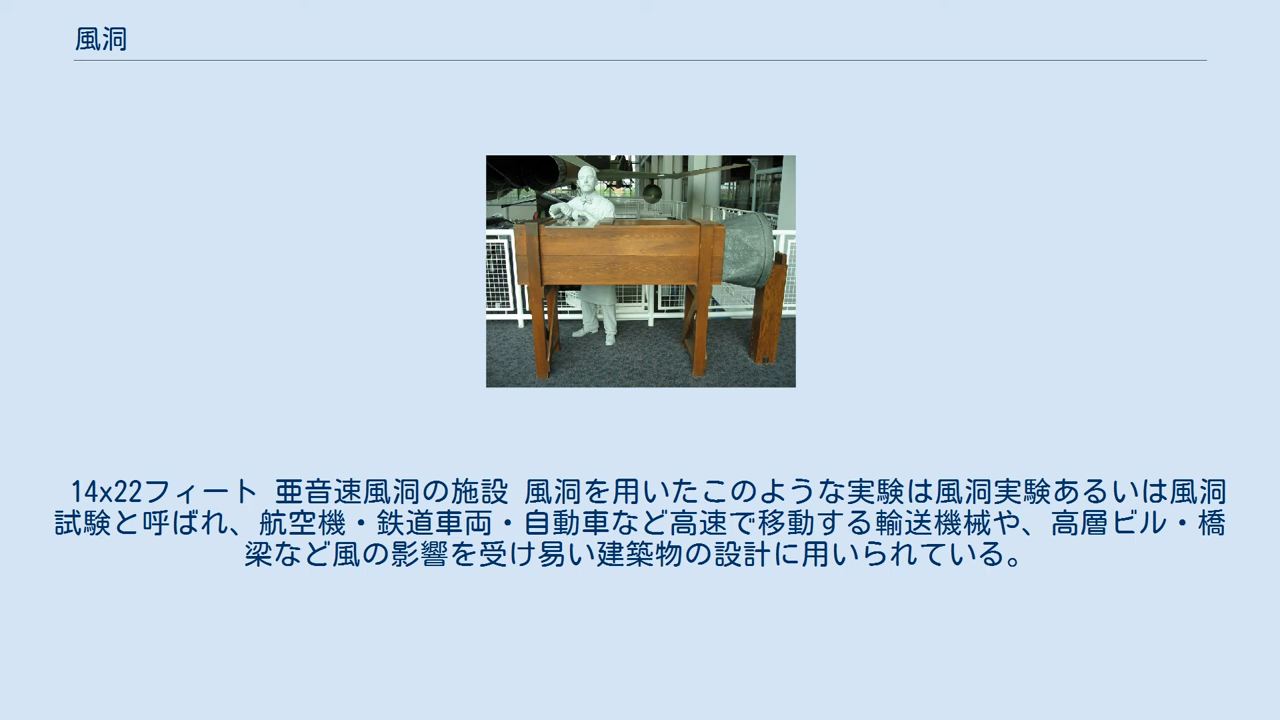 風洞
14x22フィート 亜音速風洞の施設 風洞を用いたこのような実験は風洞実験あるいは風洞
試験と呼ばれ、航空機・鉄道車両・自動車など高速で移動する輸送機械や、高層ビル・橋
梁など風の影響を受け易い建築物の設計に用いられている。